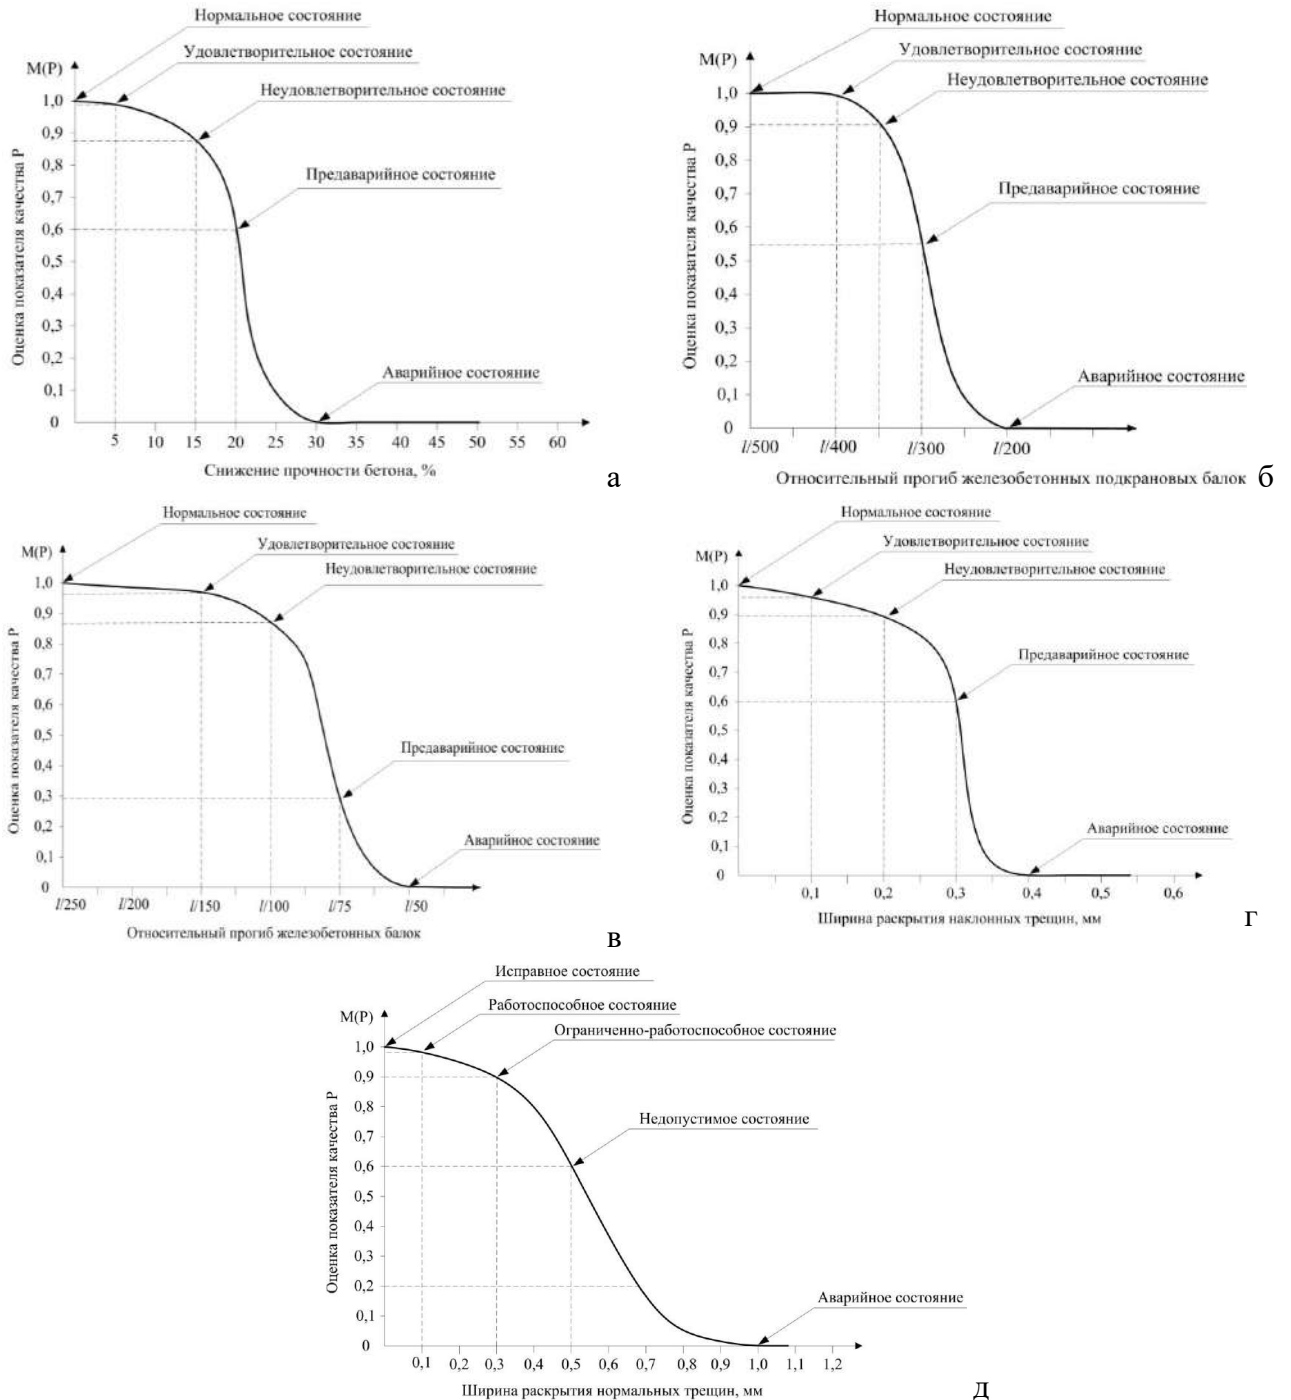 Нормальное состояние
Удовлетворительное состояние
Неудовлетворительное состояние
Предаварийное состояние
Аварийное состояние
М(Р)
Оценка показателя качества Р
1,0
0,9
0,8
0,7
0,6
0,5
0,4
0,3
0,2
0,1
0
5 10 15 20 25 30 35 40 45 50 55 60
Снижение прочности бетона, %
а
Нормальное состояние
Удовлетворительное состояние
Неудовлетворительное состояние
Предаварийное состояние
Аварийное состояние
М(Р)
Оценка показателя качества Р
1,0
0,9
0,8
0,7
0,6
0,5
0,4
0,3
0,2
0,1
0
l/500 l/400 l/300 l/200
Относительный прогиб железобетонных подкрановых балок
б
Нормальное состояние
Удовлетворительное состояние
Неудовлетворительное состояние
Предаварийное состояние
Аварийное состояние
М(Р)
Оценка показателя качества Р
1,0
0,9
0,8
0,7
0,6
0,5
0,4
0,3
0,2
0,1
0
l/250 l/200 l/150 l/100 l/75 l/50
Относительный прогиб железобетонных балок
в
Нормальное состояние
Удовлетворительное состояние
Неудовлетворительное состояние
Предаварийное состояние
Аварийное состояние
М(Р)
Оценка показателя качества Р
1,0
0,9
0,8
0,7
0,6
0,5
0,4
0,3
0,2
0,1
0
0,1 0,2 0,3 0,4 0,5 0,6
Ширина раскрытия наклонных трещин, мм
г
Исправное состояние
Работоспособное состояние
Ограниченно-работоспособное состояние
Недопустимое состояние
Аварийное состояние
М(Р)
Оценка показателя качества Р
1,0
0,9
0,8
0,7
0,6
0,5
0,4
0,3
0,2
0,1
0
0,1 0,2 0,3 0,4 0,5 0,6 0,7 0,8 0,9 1,0 1,1 1,2
Ширина раскрытия нормальных трещин, мм
д